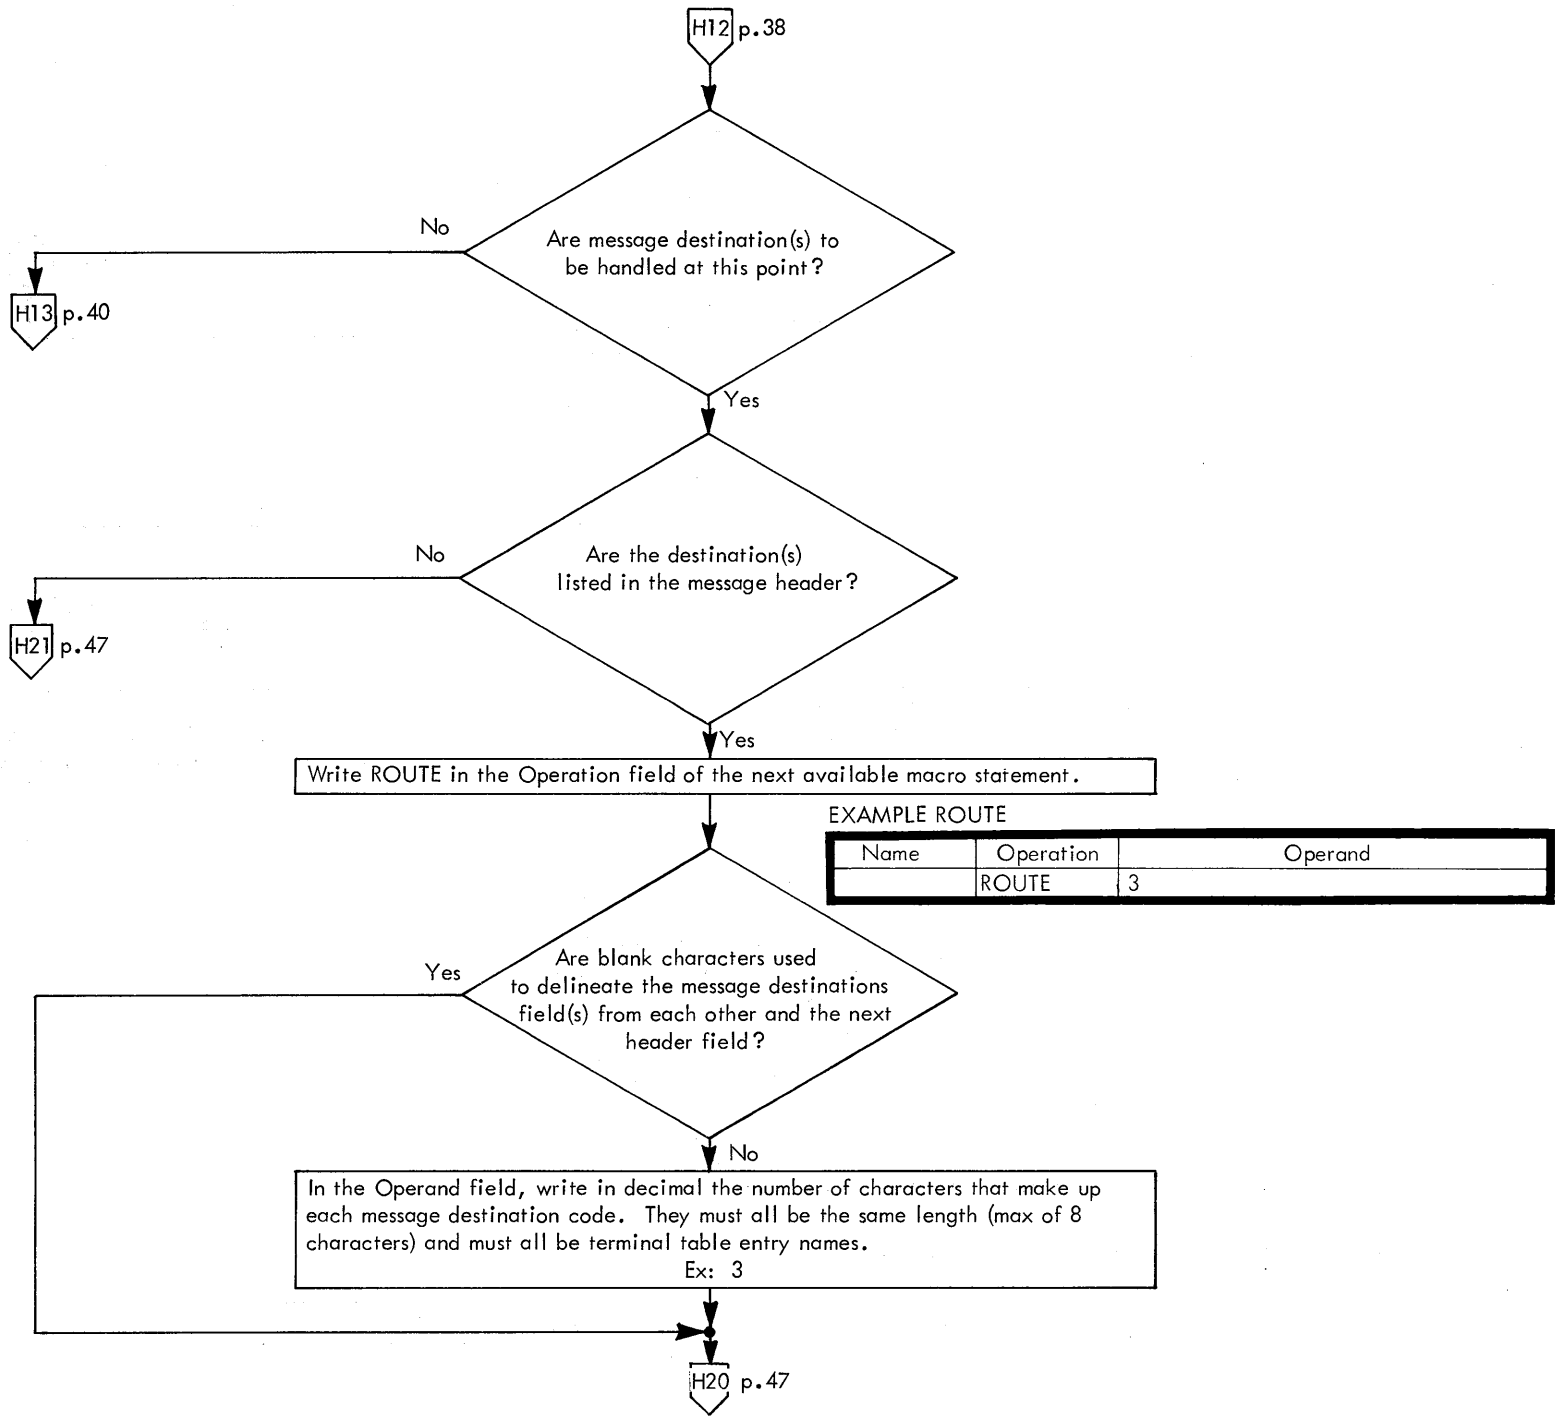 H12 p.38
No
Are message destination(s) to
be handled at this point?
H13 p.40
Yes
No
Are the destination(s)
listed in the message header?
H21 p.47
Yes
Write ROUTE in the Operation field of the next available macro statement.
EXAMPLE ROUTE
Name Operation Operand
ROUTE 3
Yes
Are blank characters used
to delineate the message destinations
field(s) from each other and the next
header field?
No
In the Operand field, write in decimal the number of characters that make up
each message destination code. They must all be the same length (max of 8
characters) and must all be terminal table entry names.
Ex: 3
H20 p.47